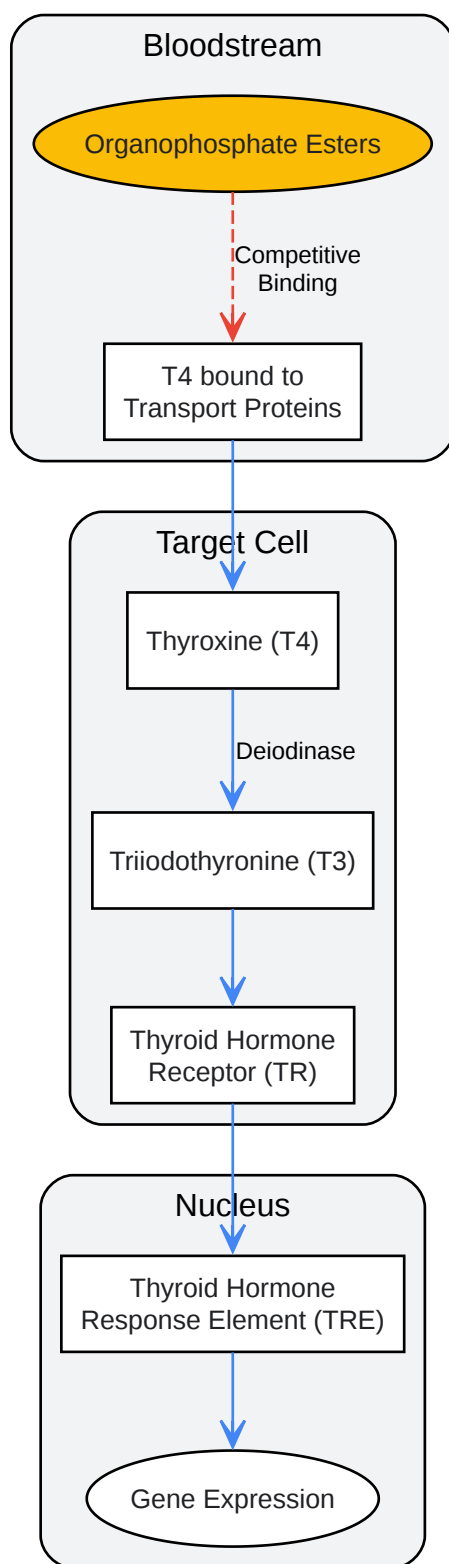 Bloodstream
Organophosphate Esters
Competitive
Binding
T4 bound to
Transport Proteins
Target Cell
Thyroxine (T4)
Deiodinase
Triiodothyronine (T3)
Thyroid Hormone
Receptor (TR)
Nucleus
Thyroid Hormone
Response Element (TRE)
Gene Expression